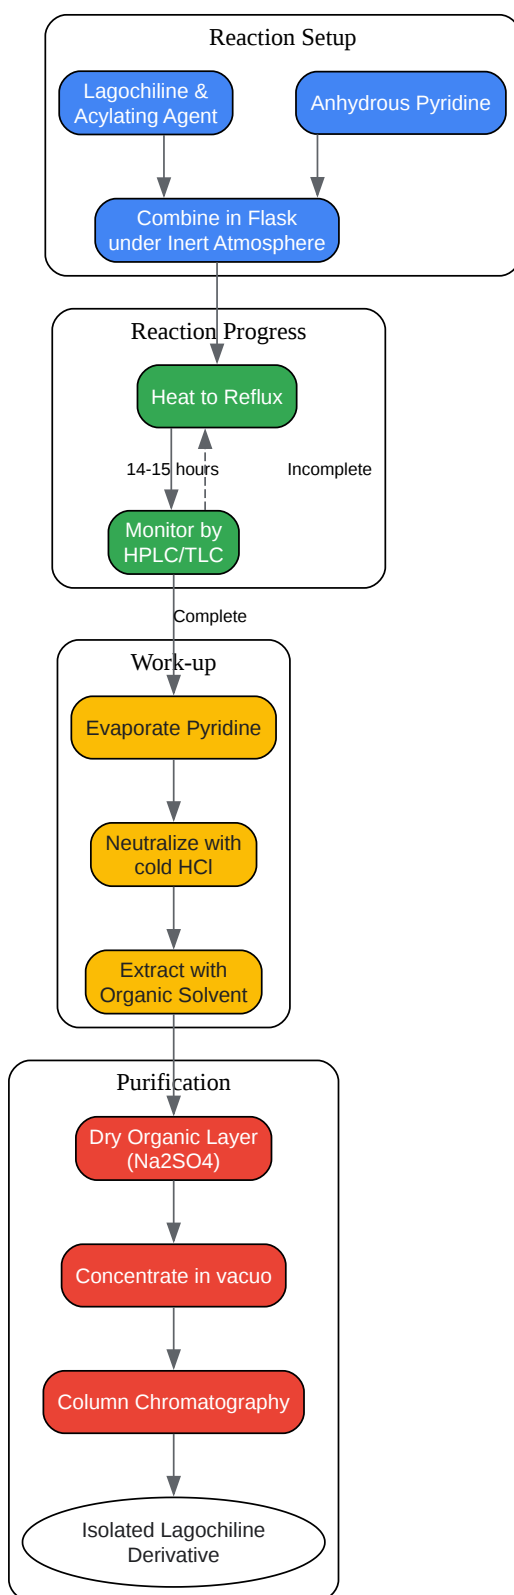 Reaction Setup
Lagochiline &
Acylating Agent
Anhydrous Pyridine
Combine in Flask
under Inert Atmosphere
Reaction Progress
Heat to Reflux
14-15 hours
Incomplete
Monitor by
HPLC/TLC
Complete
Work-up
Evaporate Pyridine
Neutralize with
cold HCl
Extract with
Organic Solvent
Purification
Dry Organic Layer
(Na2SO4)
Concentrate in vacuo
Column Chromatography
Isolated Lagochiline
Derivative